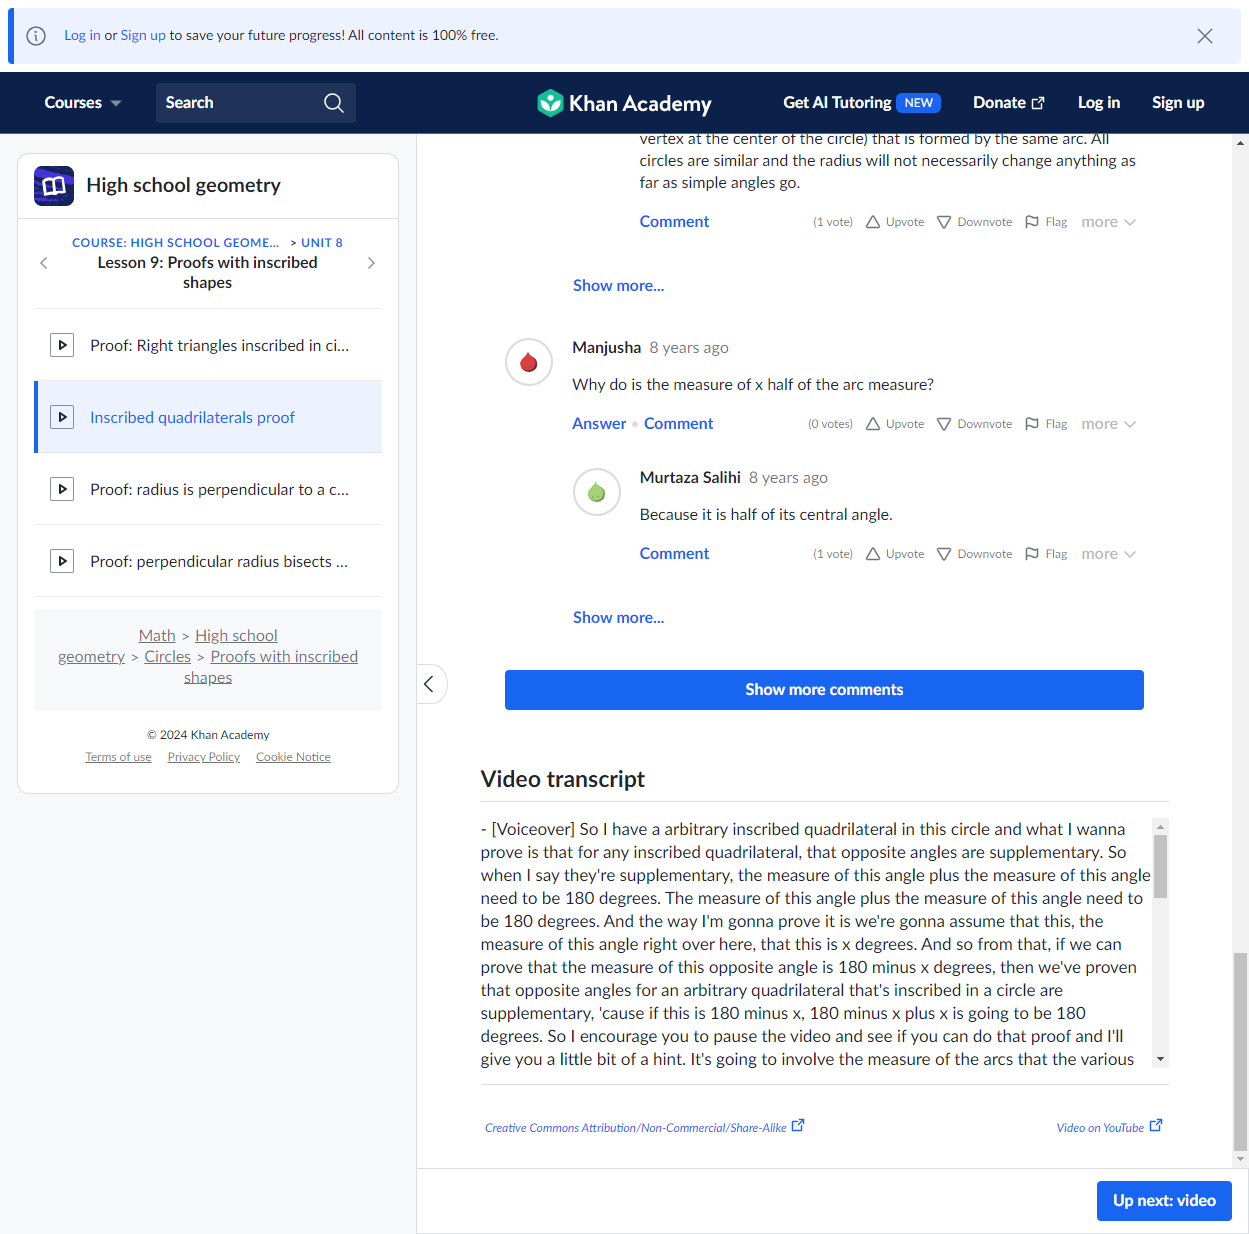 Log in or Sign up to save your future progress! All content is 100% free.
Courses
Search
Khan Academy
Get AI Tutoring NEW
Donate
Log in
Sign up
High school geometry
COURSE: HIGH SCHOOL GEOME... > UNIT 8
Lesson 9: Proofs with inscribed
shapes
Proof: Right triangles inscribed in ci...
Inscribed quadrilaterals proof
Proof: radius is perpendicular to a c...
Proof: perpendicular radius bisects ...
Math > High school
geometry > Circles > Proofs with inscribed
shapes
© 2024 Khan Academy
Terms of use Privacy Policy Cookie Notice
vertex at the center of the circle) that is formed by the same arc. All
circles are similar and the radius will not necessarily change anything as
far as simple angles go.
Comment (1 vote) Upvote Downvote Flag more
Show more...
Manjusha 8 years ago
Why do is the measure of x half of the arc measure?
Answer • Comment (0 votes) Upvote Downvote Flag more
Murtaza Salihi 8 years ago
Because it is half of its central angle.
Comment (1 vote) Upvote Downvote Flag more
Show more...
Show more comments
Video transcript
- [Voiceover] So I have a arbitrary inscribed quadrilateral in this circle and what I wanna
prove is that for any inscribed quadrilateral, that opposite angles are supplementary. So
when I say they're supplementary, the measure of this angle plus the measure of this angle
need to be 180 degrees. The measure of this angle plus the measure of this angle need to
be 180 degrees. And the way I'm gonna prove it is we're gonna assume that this, the
measure of this angle right over here, that this is x degrees. And so from that, if we can
prove that the measure of this opposite angle is 180 minus x degrees, then we've proven
that opposite angles for an arbitrary quadrilateral that's inscribed in a circle are
supplementary, 'cause if this is 180 minus x, 180 minus x plus x is going to be 180
degrees. So I encourage you to pause the video and see if you can do that proof and I'll
give you a little bit of a hint. It's going to involve the measure of the arcs that the various
Creative Commons Attribution/Non-Commercial/Share-Alike
Video on YouTube
Up next: video